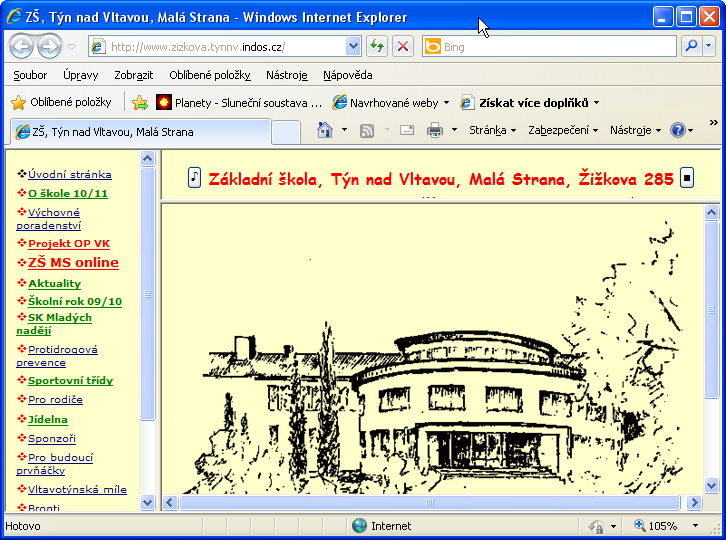 ZŠ, Týn nad Vltavou, Malá Strana - Windows Internet Explorer
http://www.zizkova.tynnv.indos.cz/
Bing
Soubor Úpravy Zobrazit Oblíbené položky Nástroje Nápověda
Oblíbené položky Planety - Sluneční soustava ... Navrhované weby Získat více doplňků
ZŠ, Týn nad Vltavou, Malá Strana Stránka Zabezpečení Nástroje
Úvodní stránka
O škole 10/11
Výchovné
poradenství
Projekt OP VK
ZŠ MS online
Aktuality
Školní rok 09/10
SK Mladých
nadějí
Protidrogová
prevence
Sportovní třídy
Pro rodiče
Jídelna
Sponzoři
Pro budoucí
prvňáčky
Vltavotýnská míle
Bronti
Základní škola, Týn nad Vltavou, Malá Strana, Žižkova 285
Hotovo Internet 105%